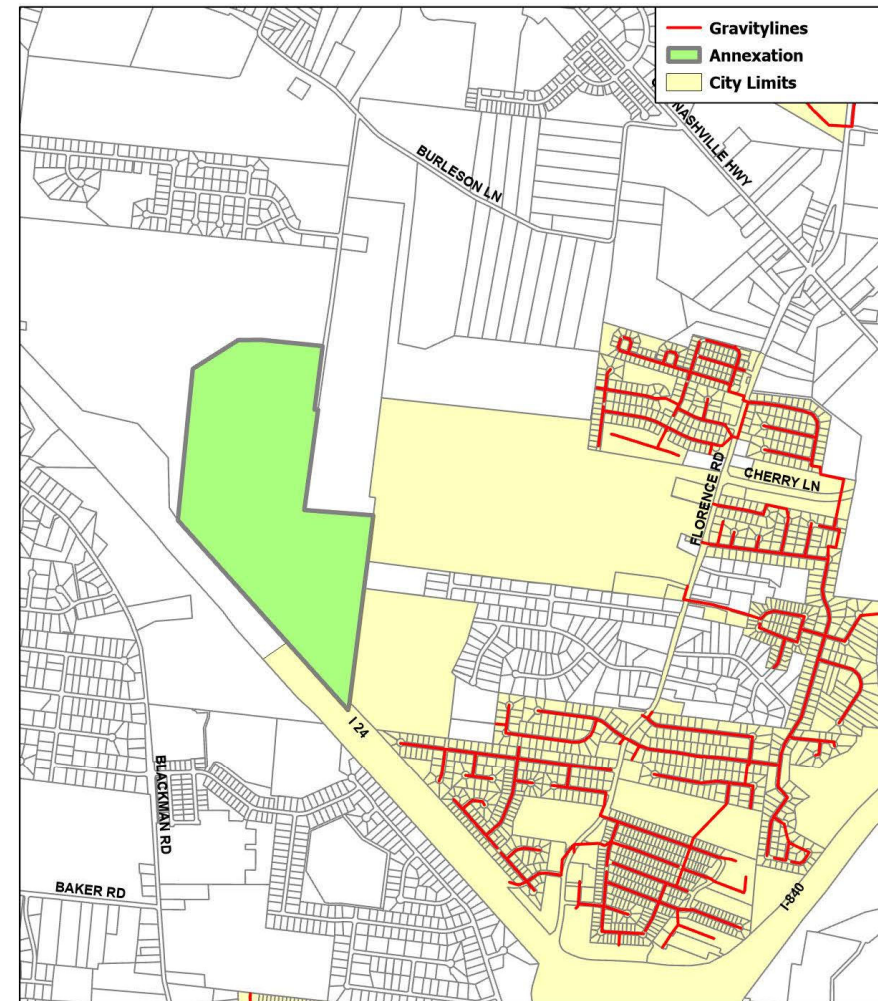 Gravitylines
Annexation
City Limits
NASHVILLE HWY
BURLESON LN
CHERRY LN
FLORENCE RD
I 24
BLACKMAN RD
BAKER RD
I-840